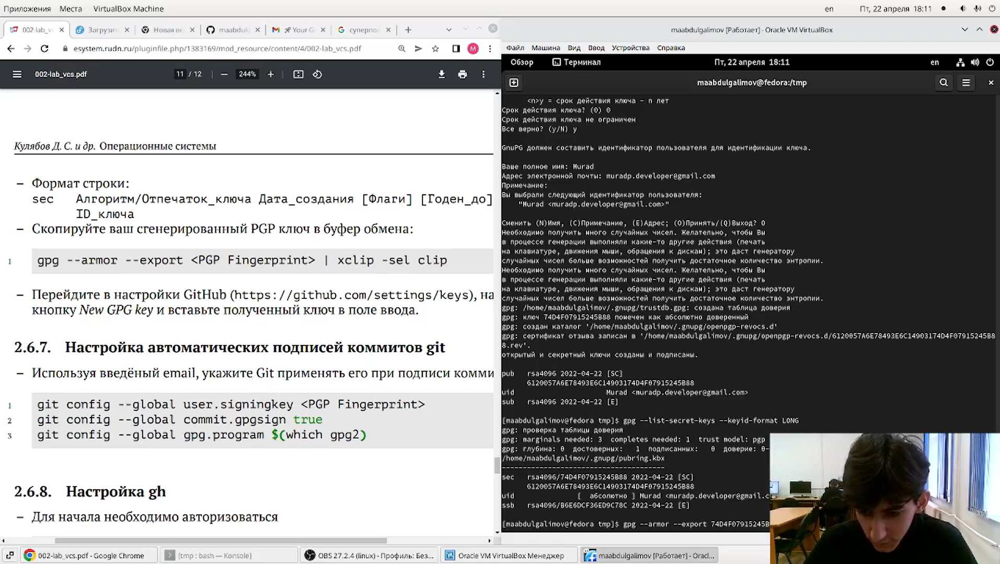 Приложения Места VirtualBox Machine
en Пт, 22 апреля 18:11
002-lab_v
Загрузит
Новая вк
maabdulg
Your G
суперпо
esystem.rudn.ru/pluginfile.php/1383169/mod_resource/content/4/002-lab_vcs.pdf
M
002-lab_vcs.pdf
11 / 12
244%
Кулябов Д. С. и др. Операционные системы
– Формат строки:
sec Алгоритм/Отпечаток_ключа Дата_создания [Флаги] [Годен_до]
ID_ключа
– Скопируйте ваш сгенерированный PGP ключ в буфер обмена:
1 gpg --armor --export <PGP Fingerprint> | xclip -sel clip
– Перейдите в настройки GitHub (https://github.com/settings/keys), на
кнопку New GPG key и вставьте полученный ключ в поле ввода.
2.6.7. Настройка автоматических подписей коммитов git
– Используя введёный email, укажите Git применять его при подписи комми
1 git config --global user.signingkey <PGP Fingerprint>
2 git config --global commit.gpgsign true
3 git config --global gpg.program $(which gpg2)
2.6.8. Настройка gh
– Для начала необходимо авторизоваться
maabdulgalimov [Работает] - Oracle VM VirtualBox
Файл Машина Вид Ввод Устройства Справка
Обзор Терминал Пт, 22 апреля 18:11 en
maabdulgalimov@fedora:/tmp
<n>y = срок действия ключа - n лет
Срок действия ключа? (0) 0
Срок действия ключа не ограничен
Все верно? (y/N) y
GnuPG должен составить идентификатор пользователя для идентификации ключа.
Ваше полное имя: Murad
Адрес электронной почты: muradp.developer@gmail.com
Примечание:
Вы выбрали следующий идентификатор пользователя:
"Murad <muradp.developer@gmail.com>"
Сменить (N)Имя, (C)Примечание, (E)Адрес; (O)Принять/(Q)Выход? O
Необходимо получить много случайных чисел. Желательно, чтобы Вы
в процессе генерации выполняли какие-то другие действия (печать
на клавиатуре, движения мыши, обращения к дискам); это даст генератору
случайных чисел больше возможностей получить достаточное количество энтропии.
Необходимо получить много случайных чисел. Желательно, чтобы Вы
в процессе генерации выполняли какие-то другие действия (печать
на клавиатуре, движения мыши, обращения к дискам); это даст генератору
случайных чисел больше возможностей получить достаточное количество энтропии.
gpg: /home/maabdulgalimov/.gnupg/trustdb.gpg: создана таблица доверия
gpg: ключ 74D4F07915245B88 помечен как абсолютно доверенный
gpg: создан каталог '/home/maabdulgalimov/.gnupg/openpgp-revocs.d'
gpg: сертификат отзыва записан в '/home/maabdulgalimov/.gnupg/openpgp-revocs.d/6120057A6E78493E6C14903174D4F07915245B8
8.rev'.
открытый и секретный ключи созданы и подписаны.
pub rsa4096 2022-04-22 [SC]
6120057A6E78493E6C14903174D4F07915245B88
uid Murad <muradp.developer@gmail.com>
sub rsa4096 2022-04-22 [E]
[maabdulgalimov@fedora tmp]$ gpg --list-secret-keys --keyid-format LONG
gpg: проверка таблицы доверия
gpg: marginals needed: 3 completes needed: 1 trust model: pgp
gpg: глубина: 0 достоверных: 1 подписанных: 0 доверие: 0-
/home/maabdulgalimov/.gnupg/pubring.kbx
---------------------------------------
sec rsa4096/74D4F07915245B88 2022-04-22 [SC]
6120057A6E78493E6C14903174D4F07915245B88
uid [ абсолютно ] Murad <muradp.developer@gmail.c
ssb rsa4096/B6E6DCF36ED9C78C 2022-04-22 [E]
[maabdulgalimov@fedora tmp]$ gpg --armor --export 74D4F07915245B
002-lab_vcs.pdf - Google Chrome
[tmp : bash — Konsole]
OBS 27.2.4 (linux) - Профиль: Без...
Oracle VM VirtualBox Менеджер
maabdulgalimov [Работает] - Oracl...